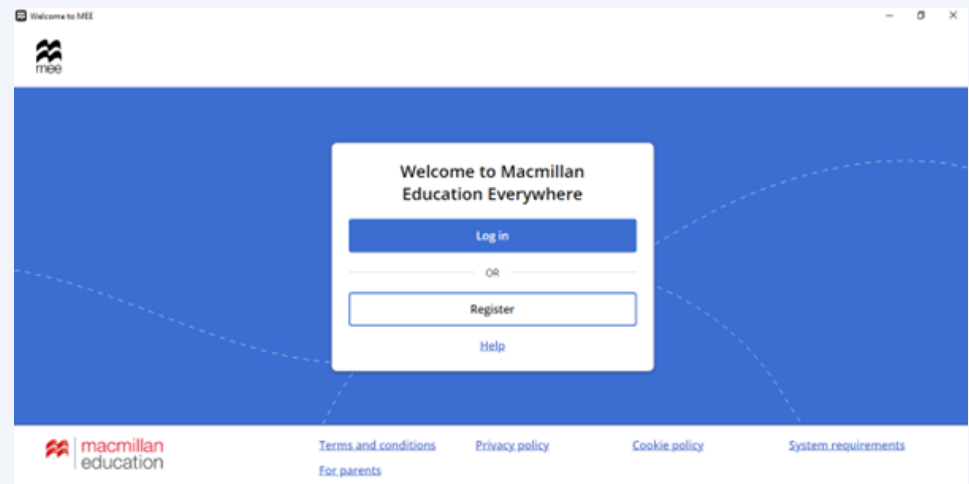 Welcome to MEE
mee
Welcome to Macmillan
Education Everywhere
Log in
OR
Register
Help
macmillan
education
Terms and conditions
Privacy policy
Cookie policy
System requirements
For parents